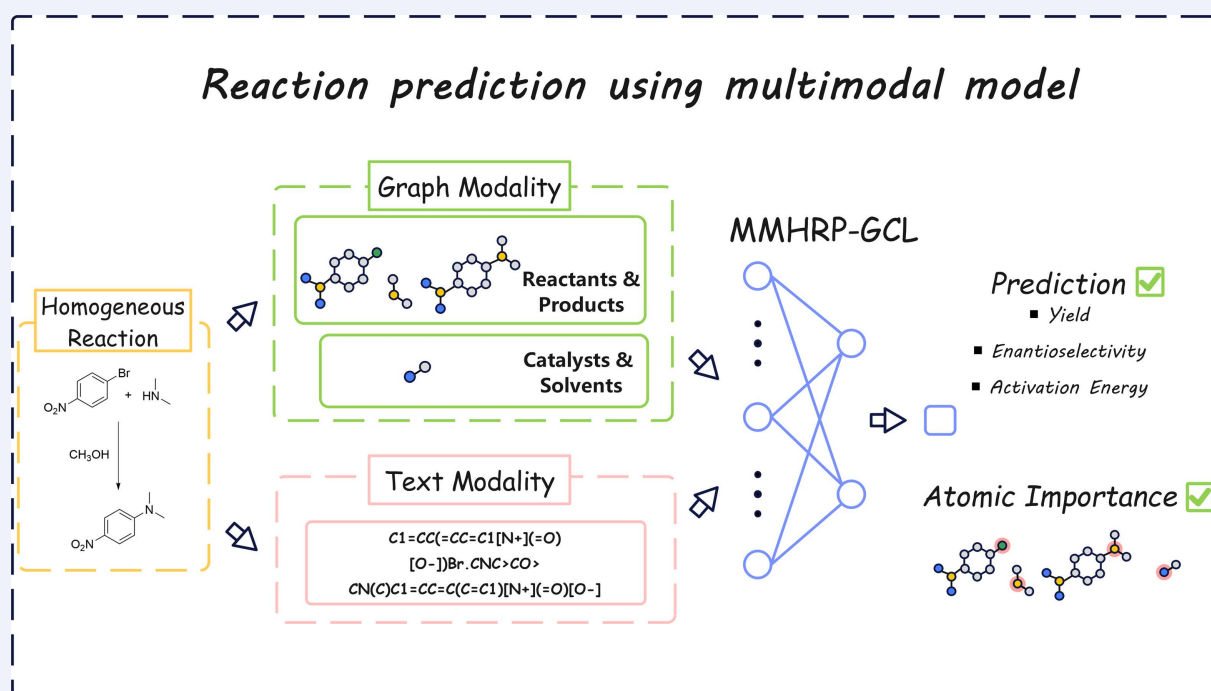 Reaction prediction using multimodal model
Homogeneous
Reaction
Br
O₂N
+
HN
CH₃OH
N
O₂N
Graph Modality
Reactants &
Products
Catalysts &
Solvents
Text Modality
C1=CC(=CC=C1[N+](=O)
[O-])Br.CNC>CO>
CN(C)C1=CC=C(C=C1)[N+](=O)[O-]
MMHRP-GCL
Prediction
▪ Yield
▪ Enantioselectivity
▪ Activation Energy
Atomic Importance